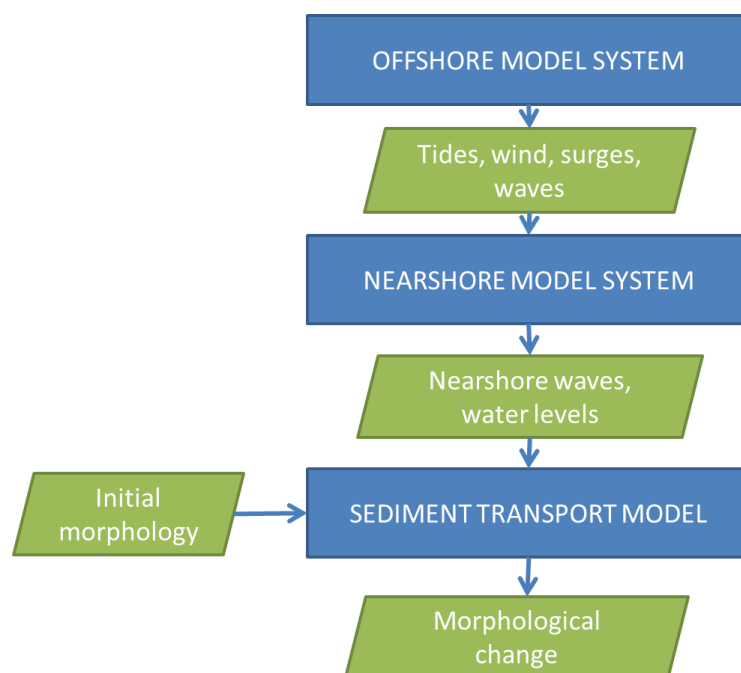 OFFSHORE MODEL SYSTEM
Tides, wind, surges,
waves
NEARSHORE MODEL SYSTEM
Nearshore waves,
water levels
Initial
morphology
SEDIMENT TRANSPORT MODEL
Morphological
change